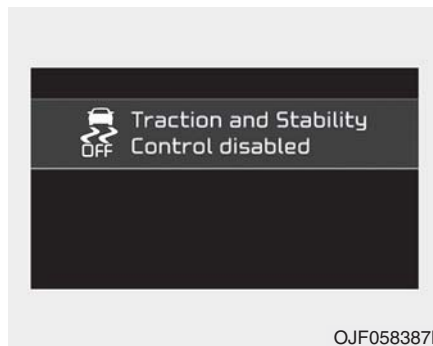 Traction and Stability
OFF Control disabled
OJF058387